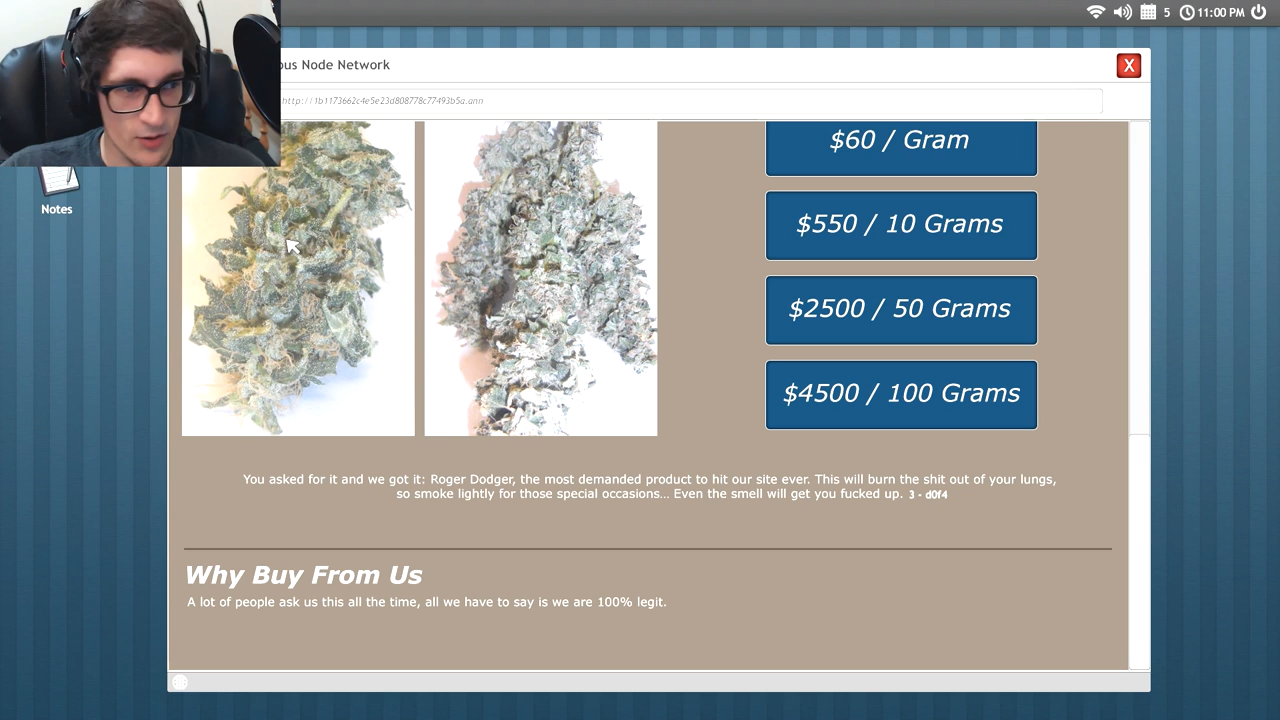 5 11:00 PM
ous Node Network
X
http://1b1173662c4e5e23d808778c77493b5a.ann
Notes
$60 / Gram
$550 / 10 Grams
$2500 / 50 Grams
$4500 / 100 Grams
You asked for it and we got it: Roger Dodger, the most demanded product to hit our site ever. This will burn the shit out of your lungs,
so smoke lightly for those special occasions... Even the smell will get you fucked up. 3 - d0f4
Why Buy From Us
A lot of people ask us this all the time, all we have to say is we are 100% legit.